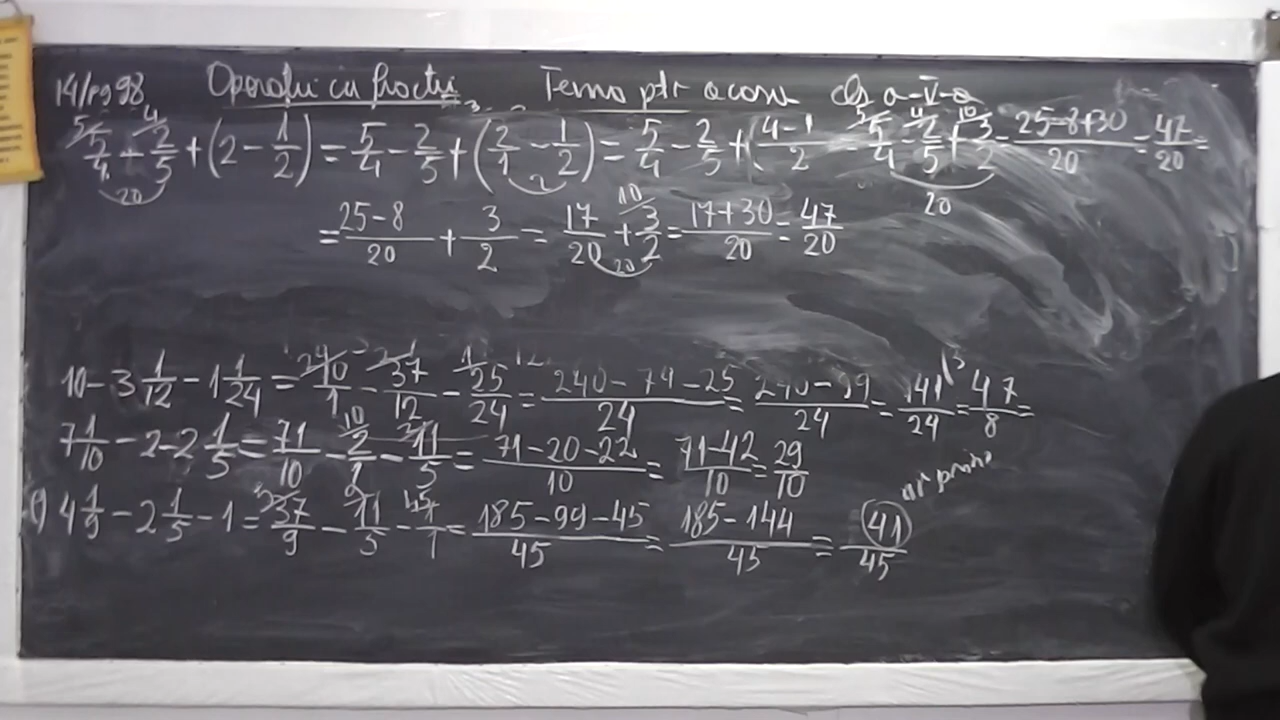 14/pg 98 Operații cu fracții Tema ptr acasă cls a-V-a
5/4 + 2/5 + (2 - 1/2) = 5/4 - 2/5 + (2/1 - 1/2) = 5/4 - 2/5 + (4-1/2 = 5/4 - 2/5 + 3/2 = 25-8+30/20 = 47/20 =
= 25-8/20 + 3/2 = 17/20 + 3/2 = 17+30/20 = 47/20
10 - 3 1/12 - 1 1/24 = 10/1 - 37/12 - 25/24 = 240-74-25/24 = 240-99/24 = 141/24 = 47/8 =
7 1/10 - 2 - 2 1/5 = 71/10 - 2/1 - 11/5 = 71-20-22/10 = 71-42/10 = 29/10
4 1/9 - 2 1/5 - 1 = 37/9 - 11/5 - 1/1 = 185-99-45/45 = 185-144/45 = 41/45 nr prim